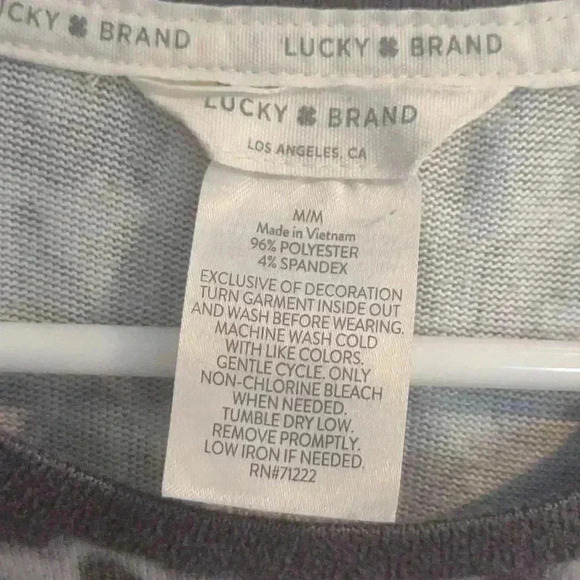 CKY BRAND LUCKY BRAND
LUCKY BRAND
LOS ANGELES, CA
M/M
Made in Vietnam
96% POLYESTER
4% SPANDEX
EXCLUSIVE OF DECORATION
TURN GARMENT INSIDE OUT
AND WASH BEFORE WEARING.
MACHINE WASH COLD
WITH LIKE COLORS.
GENTLE CYCLE. ONLY
NON-CHLORINE BLEACH
WHEN NEEDED.
TUMBLE DRY LOW.
REMOVE PROMPTLY.
LOW IRON IF NEEDED.
RN#71222